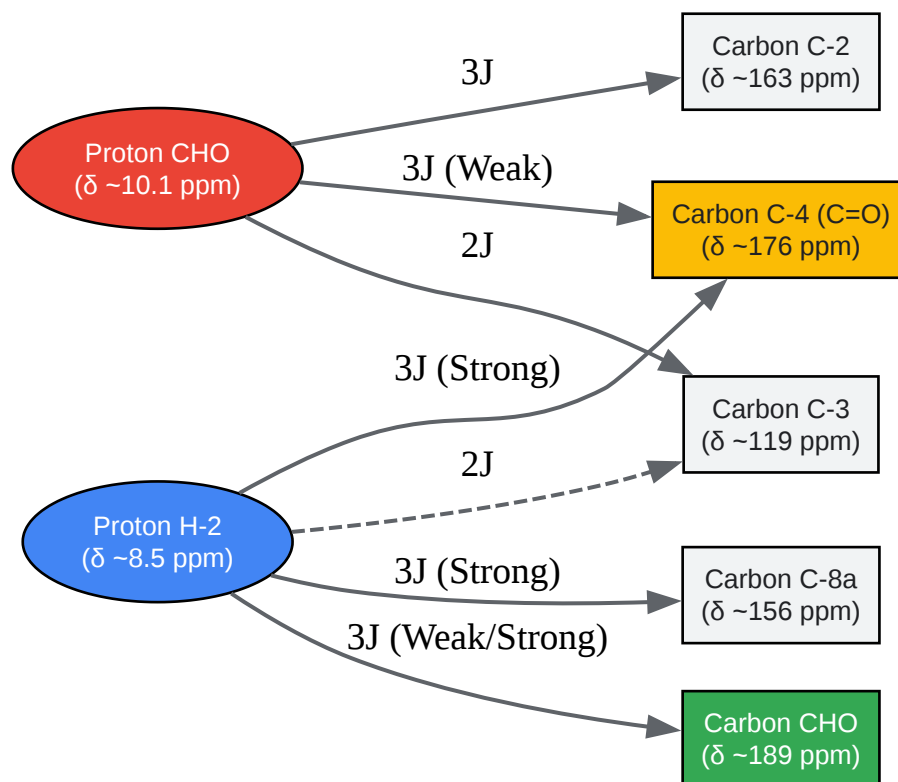 Carbon C-2
(δ ~163 ppm)
3J
Proton CHO
(δ ~10.1 ppm)
3J (Weak)
Carbon C-4 (C=O)
(δ ~176 ppm)
2J
3J (Strong)
Carbon C-3
(δ ~119 ppm)
2J
Proton H-2
(δ ~8.5 ppm)
3J (Strong)
Carbon C-8a
(δ ~156 ppm)
3J (Weak/Strong)
Carbon CHO
(δ ~189 ppm)